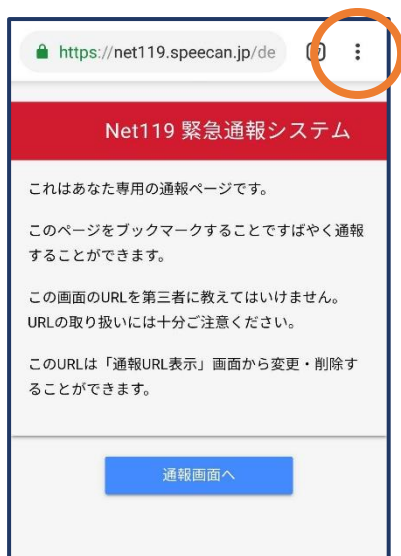 https://net119.speecan.jp/de
Net119 緊急通報システム
これはあなた専用の通報ページです。
このページをブックマークすることですばやく通報
することができます。
この画面のURLを第三者に教えてはいけません。
URLの取り扱いには十分ご注意ください。
このURLは「通報URL表示」画面から変更・削除す
ることができます。
通報画面へ